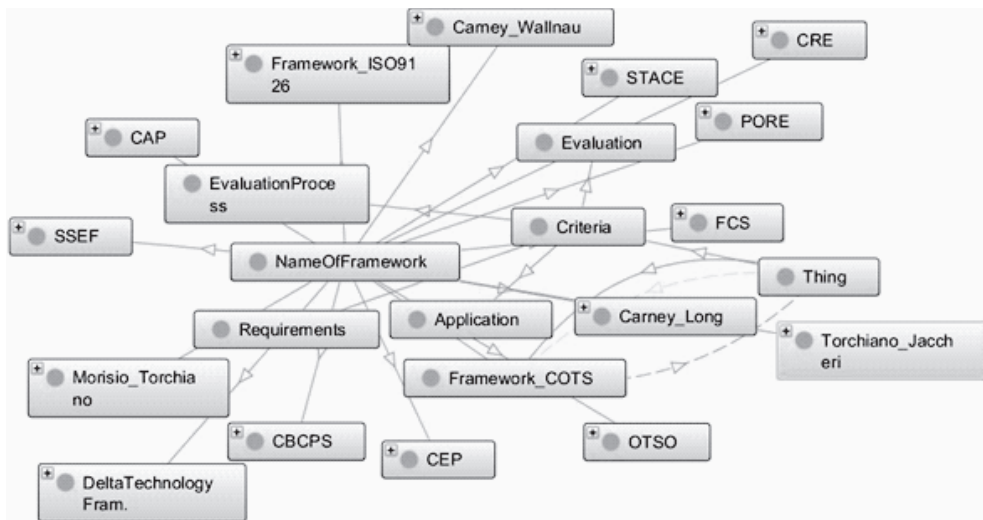 Carney_Wallnau
CRE
Framework_ISO91
26
STACE
PORE
CAP
Evaluation
EvaluationProce
ss
SSEF
Criteria
FCS
NameOfFramework
Thing
Requirements
Application
Carney_Long
Torchiano_Jacch
eri
Morisio_Torchia
no
Framework_COTS
CBCPS
CEP
OTSO
DeltaTechnology
Fram.